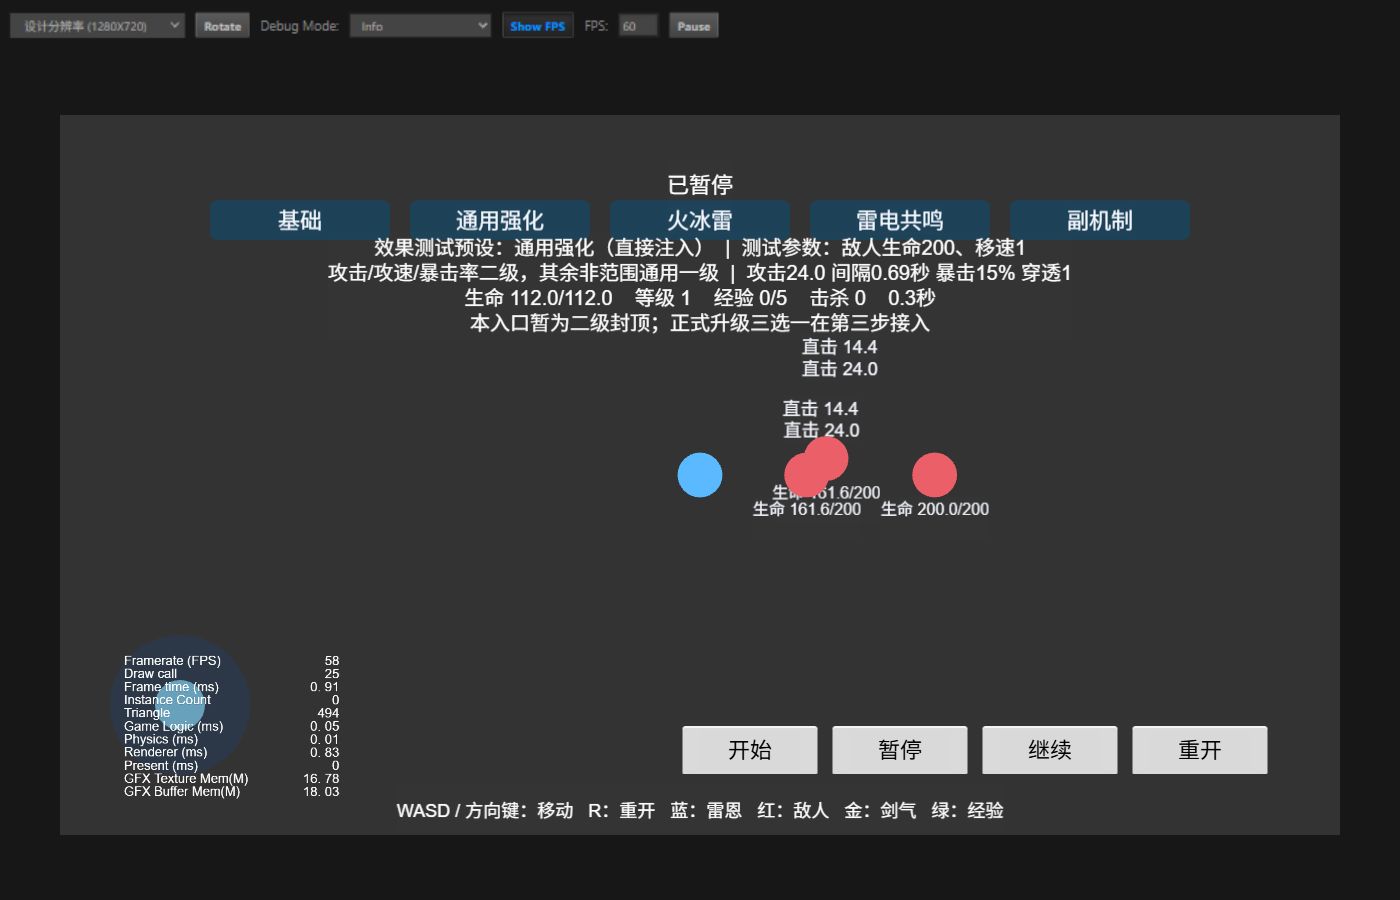 设计分辨率 (1280X720) Rotate Debug Mode: Info Show FPS FPS: 60 Pause
已暂停
基础 通用强化 火冰雷 雷电共鸣 副机制
效果测试预设：通用强化（直接注入） | 测试参数：敌人生命200、移速1
攻击/攻速/暴击率二级，其余非范围通用一级 | 攻击24.0 间隔0.69秒 暴击15% 穿透1
生命 112.0/112.0 等级 1 经验 0/5 击杀 0 0.3秒
本入口暂为二级封顶；正式升级三选一在第三步接入
直击 14.4
直击 24.0
直击 14.4
直击 24.0
生命 161.6/200
生命 161.6/200 生命 200.0/200
Framerate (FPS) 58
Draw call 25
Frame time (ms) 0. 91
Instance Count 0
Triangle 494
Game Logic (ms) 0. 05
Physics (ms) 0. 01
Renderer (ms) 0. 83
Present (ms) 0
GFX Texture Mem(M) 16. 78
GFX Buffer Mem(M) 18. 03
开始 暂停 继续 重开
WASD / 方向键：移动 R：重开 蓝：雷恩 红：敌人 金：剑气 绿：经验